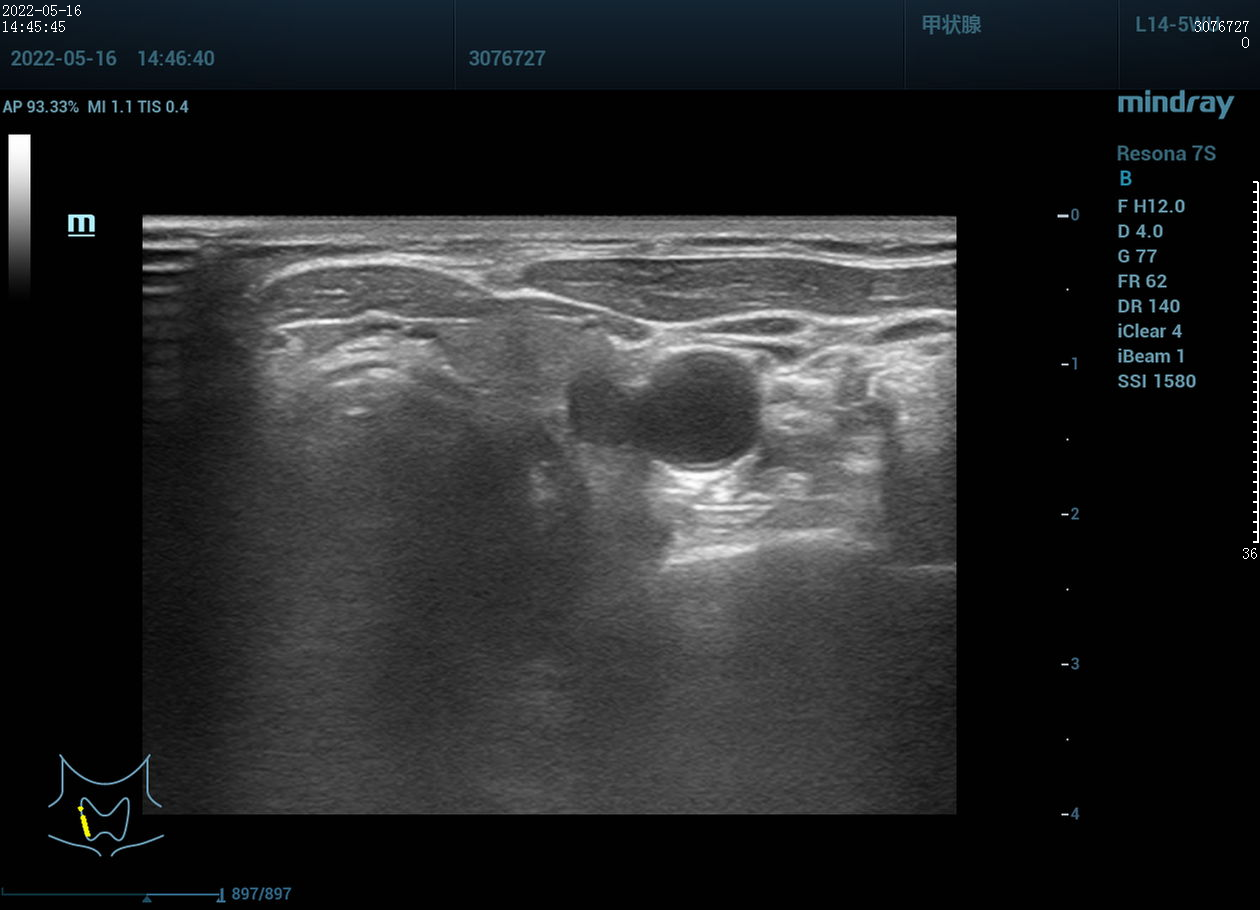 2022-05-16
14:45:45
3076727
0
2022-05-16 14:46:40
3076727
甲状腺
AP 93.33% MI 1.1 TIS 0.4
mindray
Resona 7S
B
F H12.0
D 4.0
G 77
FR 62
DR 140
iClear 4
iBeam 1
SSI 1580
m
0
1
2
3
4
36
897/897